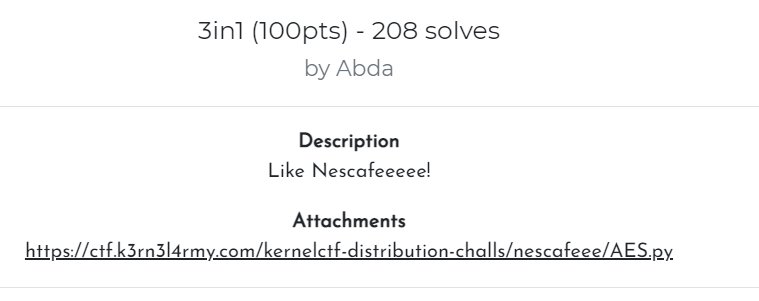 3in1 (100pts) - 208 solves
by Abda
Description
Like Nescafeeeee!
Attachments
https://ctf.k3rn3l4rmy.com/kernelctf-distribution-challs/nescafeee/AES.py